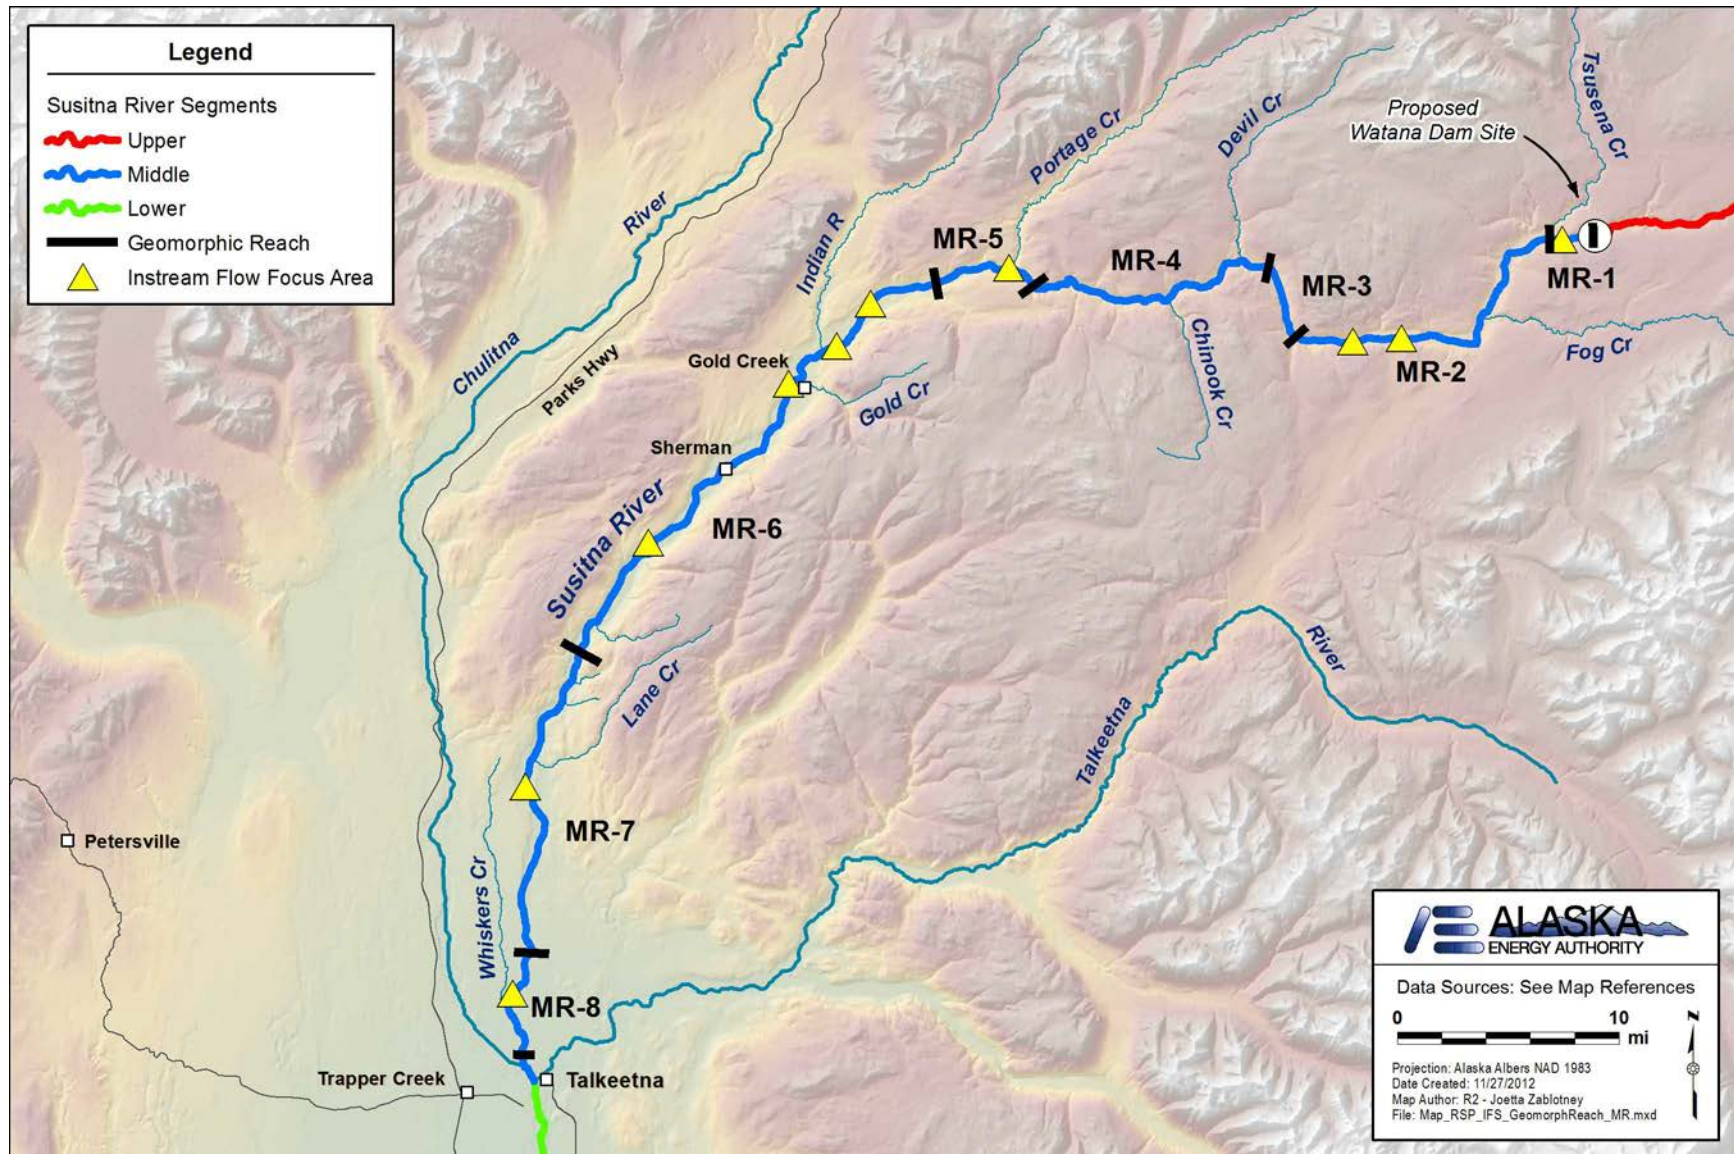 Legend
Susitna River Segments
Upper
Middle
Lower
Geomorphic Reach
Instream Flow Focus Area
Tsusena Cr
Proposed
Watana Dam Site
Devil Cr
Portage Cr
Indian R
River
Chulitna
Parks Hwy
MR-5
MR-4
MR-3
MR-1
MR-2
Fog Cr
Chinook Cr
Gold Creek
Gold Cr
Sherman
Susitna River
MR-6
Lane Cr
River
Talkeetna
Petersville
MR-7
Whiskers Cr
MR-8
Trapper Creek
Talkeetna
ALASKA
ENERGY AUTHORITY
Data Sources: See Map References
0 10
mi
N
Projection: Alaska Albers NAD 1983
Date Created: 11/27/2012
Map Author: R2 - Joetta Zablotney
File: Map_RSP_IFS_GeomorphReach_MR.mxd